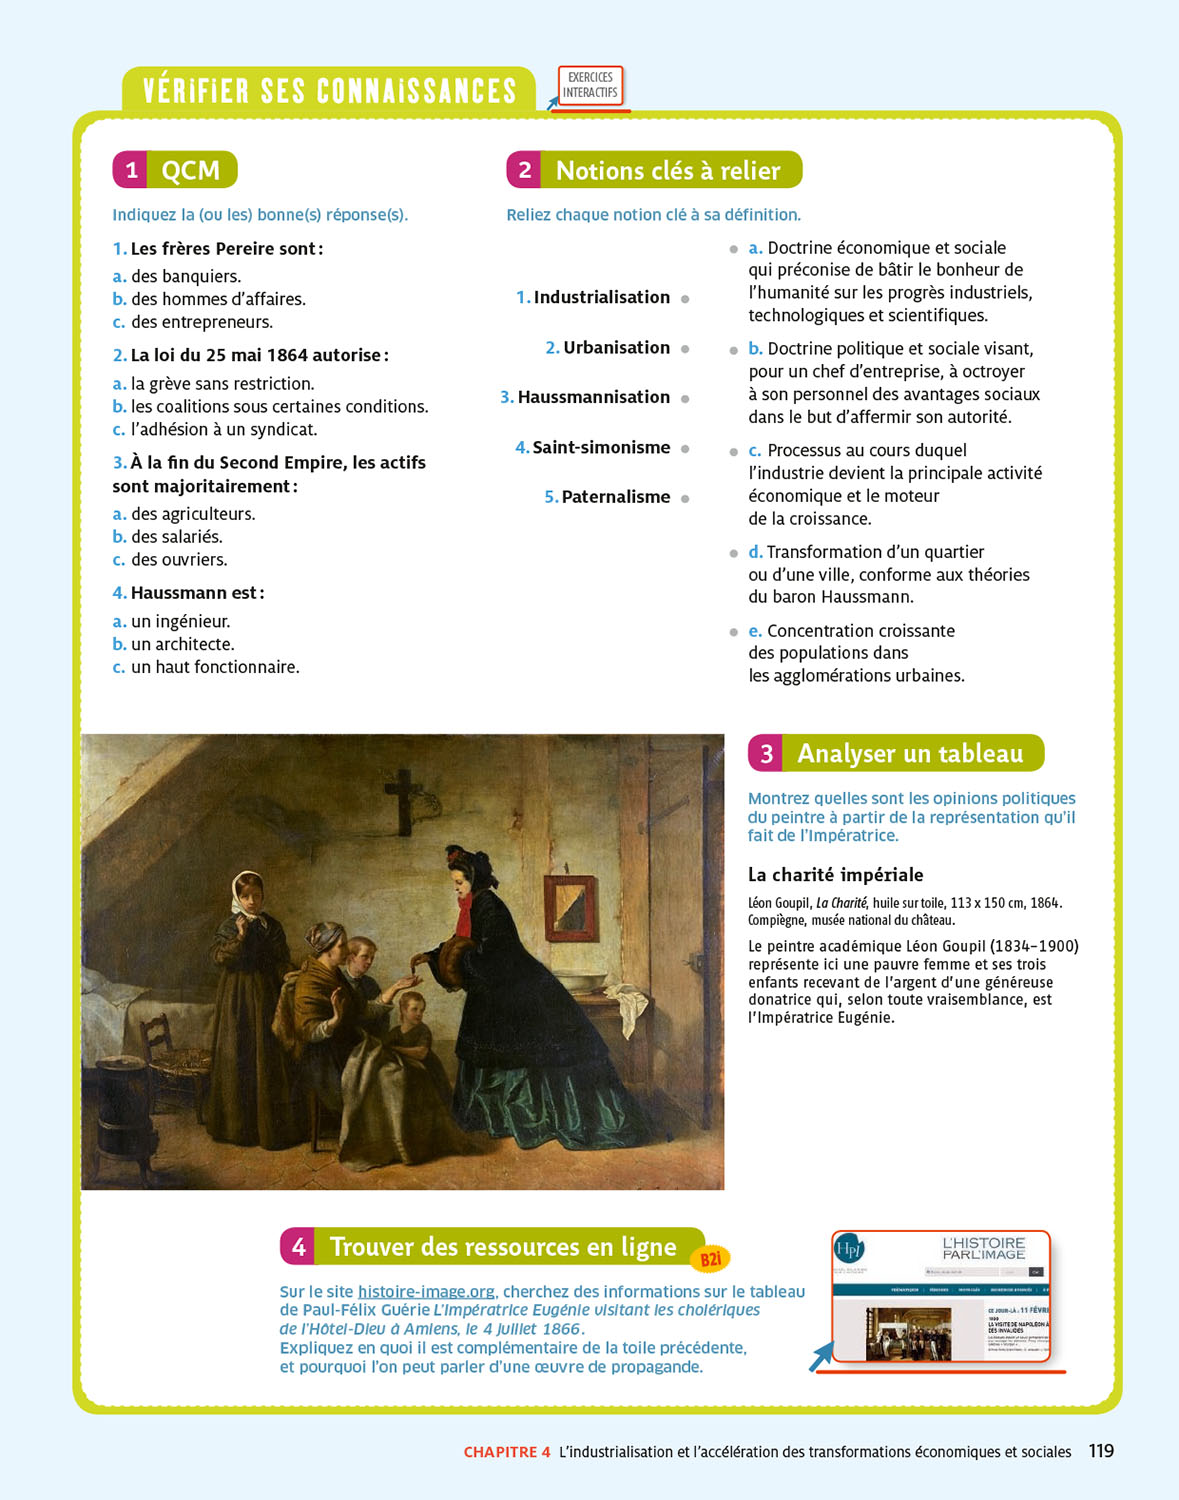 VÉRIFIER SES CONNAISSANCES
EXERCICES
INTERACTIFS
1 QCM
Indiquez la (ou les) bonne(s) réponse(s).
1. Les frères Pereire sont :
a. des banquiers.
b. des hommes d'affaires.
c. des entrepreneurs.
2. La loi du 25 mai 1864 autorise :
a. la grève sans restriction.
b. les coalitions sous certaines conditions.
c. l'adhésion à un syndicat.
3. À la fin du Second Empire, les actifs
sont majoritairement :
a. des agriculteurs.
b. des salariés.
c. des ouvriers.
4. Haussmann est :
a. un ingénieur.
b. un architecte.
c. un haut fonctionnaire.
2 Notions clés à relier
Reliez chaque notion clé à sa définition.
1. Industrialisation
2. Urbanisation
3. Haussmannisation
4. Saint-simonisme
5. Paternalisme
a. Doctrine économique et sociale
qui préconise de bâtir le bonheur de
l'humanité sur les progrès industriels,
technologiques et scientifiques.
b. Doctrine politique et sociale visant,
pour un chef d'entreprise, à octroyer
à son personnel des avantages sociaux
dans le but d'affermir son autorité.
c. Processus au cours duquel
l'industrie devient la principale activité
économique et le moteur
de la croissance.
d. Transformation d'un quartier
ou d'une ville, conforme aux théories
du baron Haussmann.
e. Concentration croissante
des populations dans
les agglomérations urbaines.
3 Analyser un tableau
Montrez quelles sont les opinions politiques
du peintre à partir de la représentation qu'il
fait de l'Impératrice.
La charité impériale
Léon Goupil, La Charité, huile sur toile, 113 x 150 cm, 1864.
Compiègne, musée national du château.
Le peintre académique Léon Goupil (1834–1900)
représente ici une pauvre femme et ses trois
enfants recevant de l'argent d'une généreuse
donatrice qui, selon toute vraisemblance, est
l'Impératrice Eugénie.
4 Trouver des ressources en ligne
B2i
Sur le site histoire-image.org, cherchez des informations sur le tableau
de Paul-Félix Guérie L'Impératrice Eugénie visitant les cholériques
de l'Hôtel-Dieu à Amiens, le 4 juillet 1866.
Expliquez en quoi il est complémentaire de la toile précédente,
et pourquoi l'on peut parler d'une œuvre de propagande.
L'HISTOIRE
PAR L'IMAGE
CE JOUR-LÀ : 11 FÉVRI
LA VISITE DE NAPOLÉON À
DES INVALIDES
CHAPITRE 4 L'industrialisation et l'accélération des transformations économiques et sociales 119